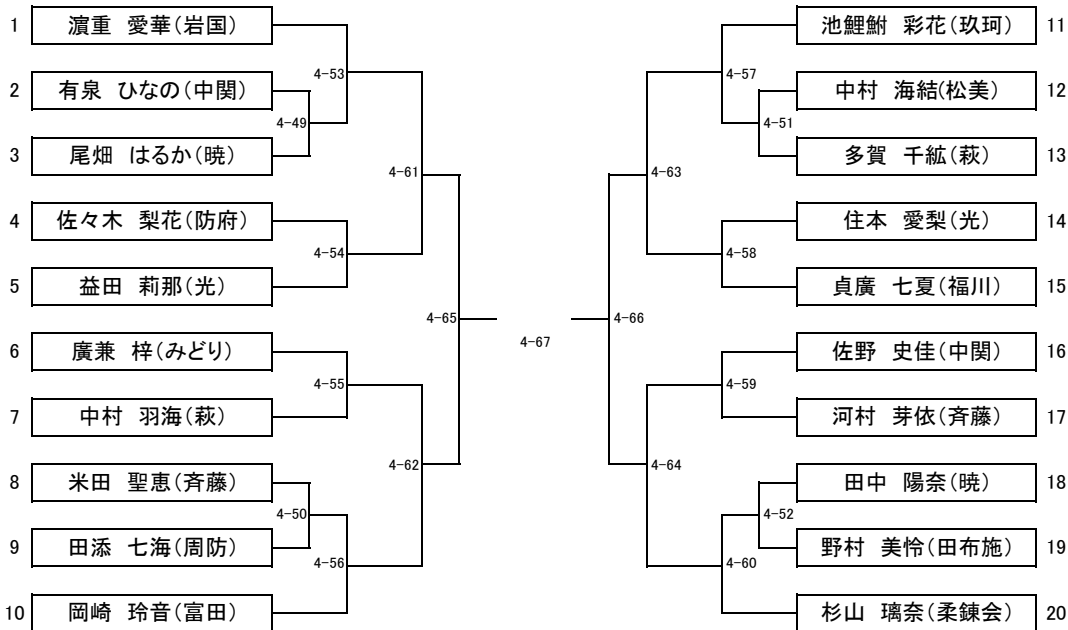 1 濵重 愛華(岩国)
2 有泉 ひなの(中関)
3 尾畑 はるか(暁)
4 佐々木 梨花(防府)
5 益田 莉那(光)
6 廣兼 梓(みどり)
7 中村 羽海(萩)
8 米田 聖恵(斉藤)
9 田添 七海(周防)
10 岡崎 玲音(富田)
4-49
4-50
4-53
4-54
4-55
4-56
4-61
4-62
4-65
4-67
4-66
4-63
4-64
4-57
4-58
4-59
4-60
4-51
4-52
池鯉鮒 彩花(玖珂) 11
中村 海結(松美) 12
多賀 千紘(萩) 13
住本 愛梨(光) 14
貞廣 七夏(福川) 15
佐野 史佳(中関) 16
河村 芽依(斉藤) 17
田中 陽奈(暁) 18
野村 美怜(田布施) 19
杉山 璃奈(柔錬会) 20